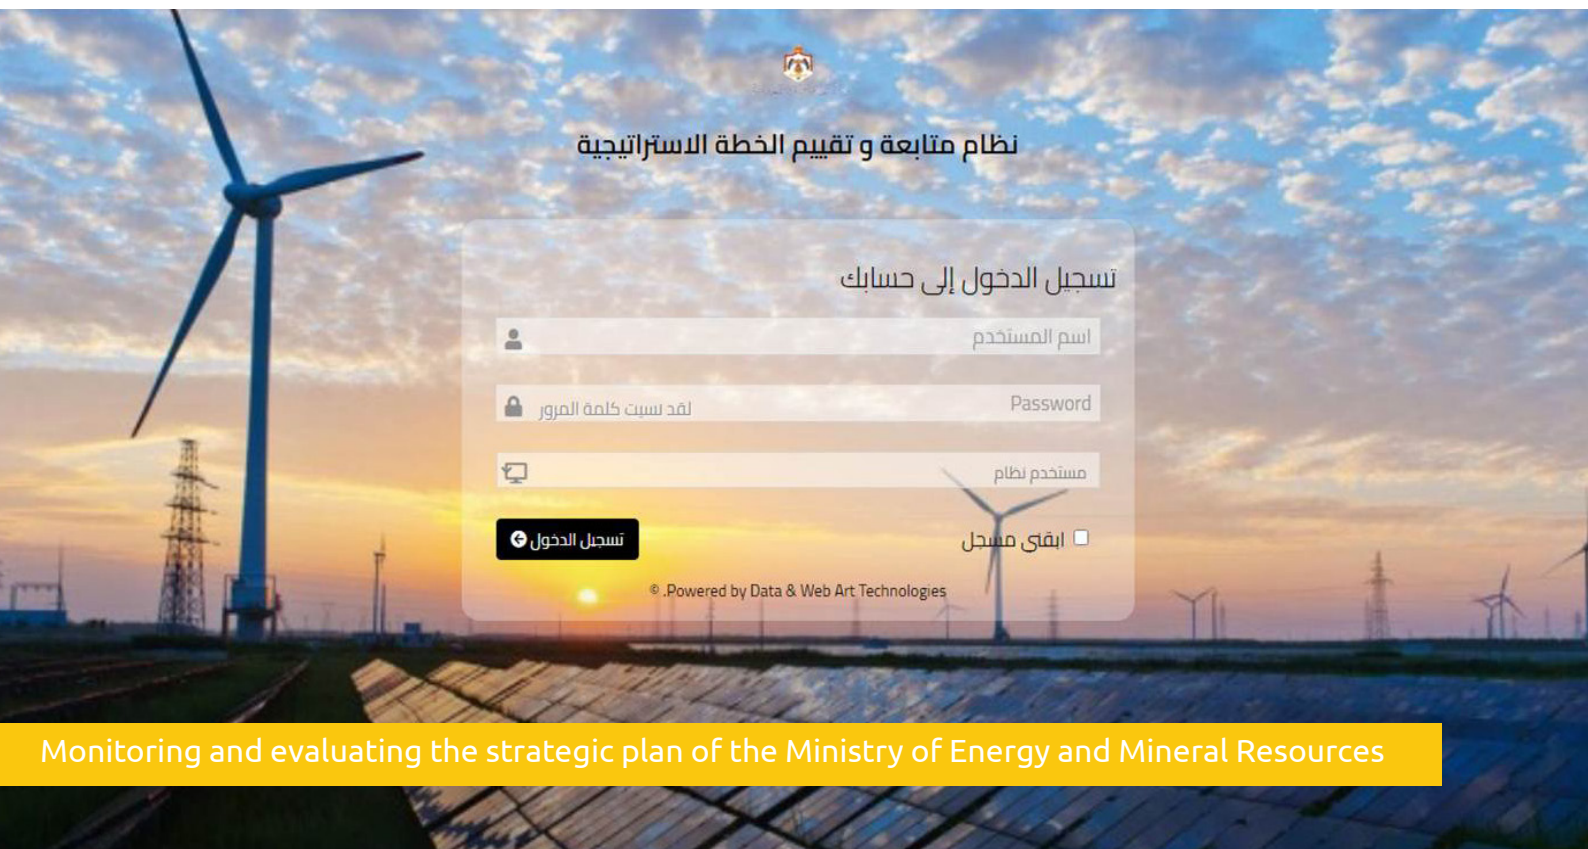 نظام متابعة و تقييم الخطة الاستراتيجية
تسجيل الدخول إلى حسابك
اسم المستخدم
Password
لقد نسيت كلمة المرور
مستخدم نظام
ابقني مسجل
تسجيل الدخول
© .Powered by Data & Web Art Technologies
Monitoring and evaluating the strategic plan of the Ministry of Energy and Mineral Resources